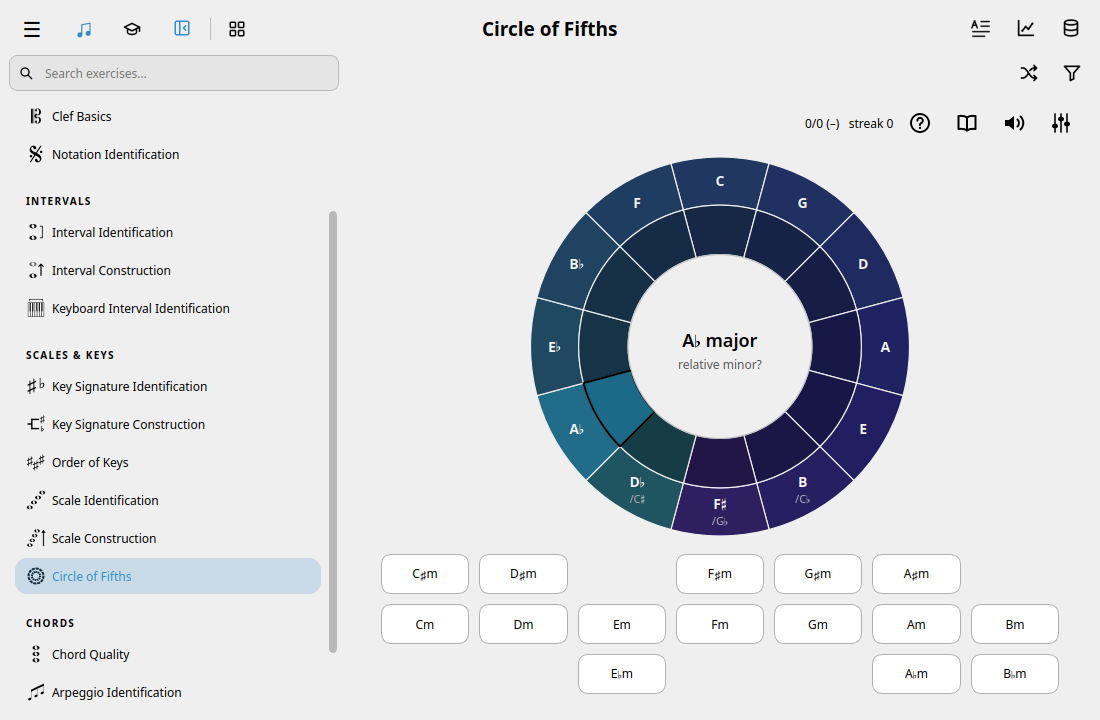 Circle of Fifths
Search exercises...
0/0 (–) streak 0
Clef Basics
Notation Identification
INTERVALS
Interval Identification
Interval Construction
Keyboard Interval Identification
SCALES & KEYS
Key Signature Identification
Key Signature Construction
Order of Keys
Scale Identification
Scale Construction
Circle of Fifths
CHORDS
Chord Quality
Arpeggio Identification
C
G
D
A
E
B
/C♭
F♯
/G♭
D♭
/C♯
A♭
E♭
B♭
F
A♭ major
relative minor?
C♯m D♯m F♯m G♯m A♯m
Cm Dm Em Fm Gm Am Bm
E♭m A♭m B♭m